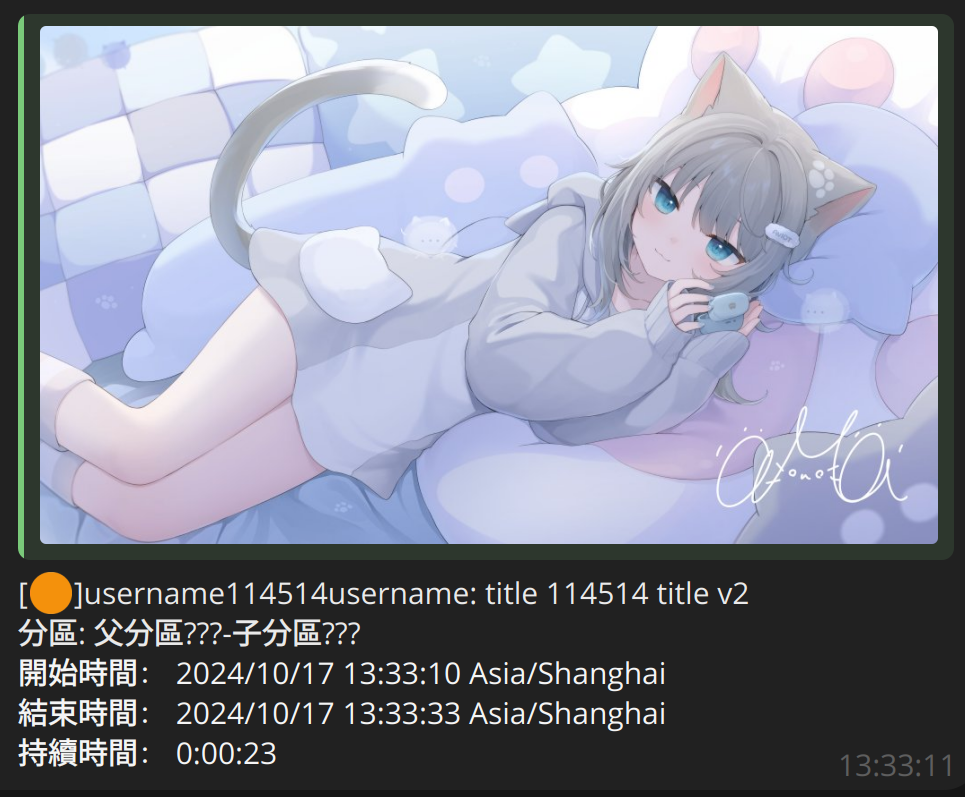 [🟠]username114514username: title 114514 title v2
分區: 父分區???-子分區???
開始時間： 2024/10/17 13:33:10 Asia/Shanghai
結束時間： 2024/10/17 13:33:33 Asia/Shanghai
持續時間： 0:00:23
13:33:11